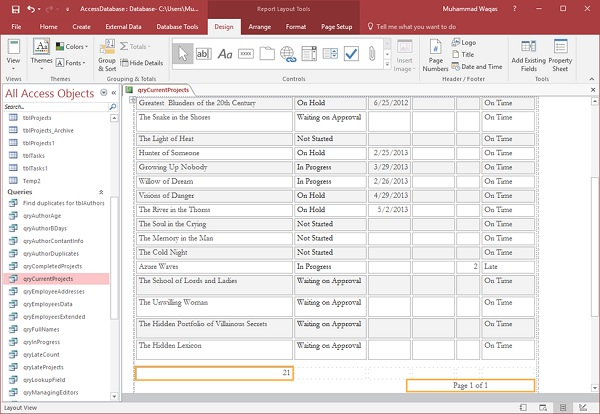 AccessDatabase : Database- C:\Users\Mu...
Report Layout Tools
Muhammad Waqas
File Home Create External Data Database Tools Design Arrange Format Page Setup Tell me what you want to do
Views Themes Colors Fonts Group & Sort Totals Hide Details Insert Image Page Numbers Logo Title Date and Time Add Existing Fields Property Sheet
Views Themes Grouping & Totals Controls Header / Footer Tools
All Access Objects
Search...
tblProjects
tblProjects_Archive
tblProjects1
tblTasks
tblTasks1
Temp2
Queries
Find duplicates for tblAuthors
qryAuthorAge
qryAuthorBDays
qryAuthorContantInfo
qryAuthorDuplicates
qryCompletedProjects
qryCurrentProjects
qryEmployeeAddresses
qryEmployeesData
qryEmployeesExtended
qryFullNames
qryInProgress
qryLateCount
qryLateProjects
qryLookupField
qryManagingEditors
qryCurrentProjects
Greatest Blunders of the 20th Century On Hold 6/25/2012 On Time
The Snake in the Shores Waiting on Approval On Time
The Light of Heat Not Started On Time
Hunter of Someone On Hold 2/25/2013 On Time
Growing Up Nobody In Progress 3/29/2013 On Time
Willow of Dream In Progress 2/26/2013 On Time
Visions of Danger On Hold 4/29/2013 On Time
The River in the Thorns On Hold 5/2/2013 On Time
The Soul in the Crying Not Started On Time
The Memory in the Man Not Started On Time
The Cold Night Not Started On Time
Azure Waves In Progress 2 Late
The School of Lords and Ladies Waiting on Approval On Time
The Unwilling Woman Waiting on Approval On Time
The Hidden Portfolio of Villainous Secrets Waiting on Approval On Time
The Hidden Lexicon Waiting on Approval On Time
21
Page 1 of 1
Layout View